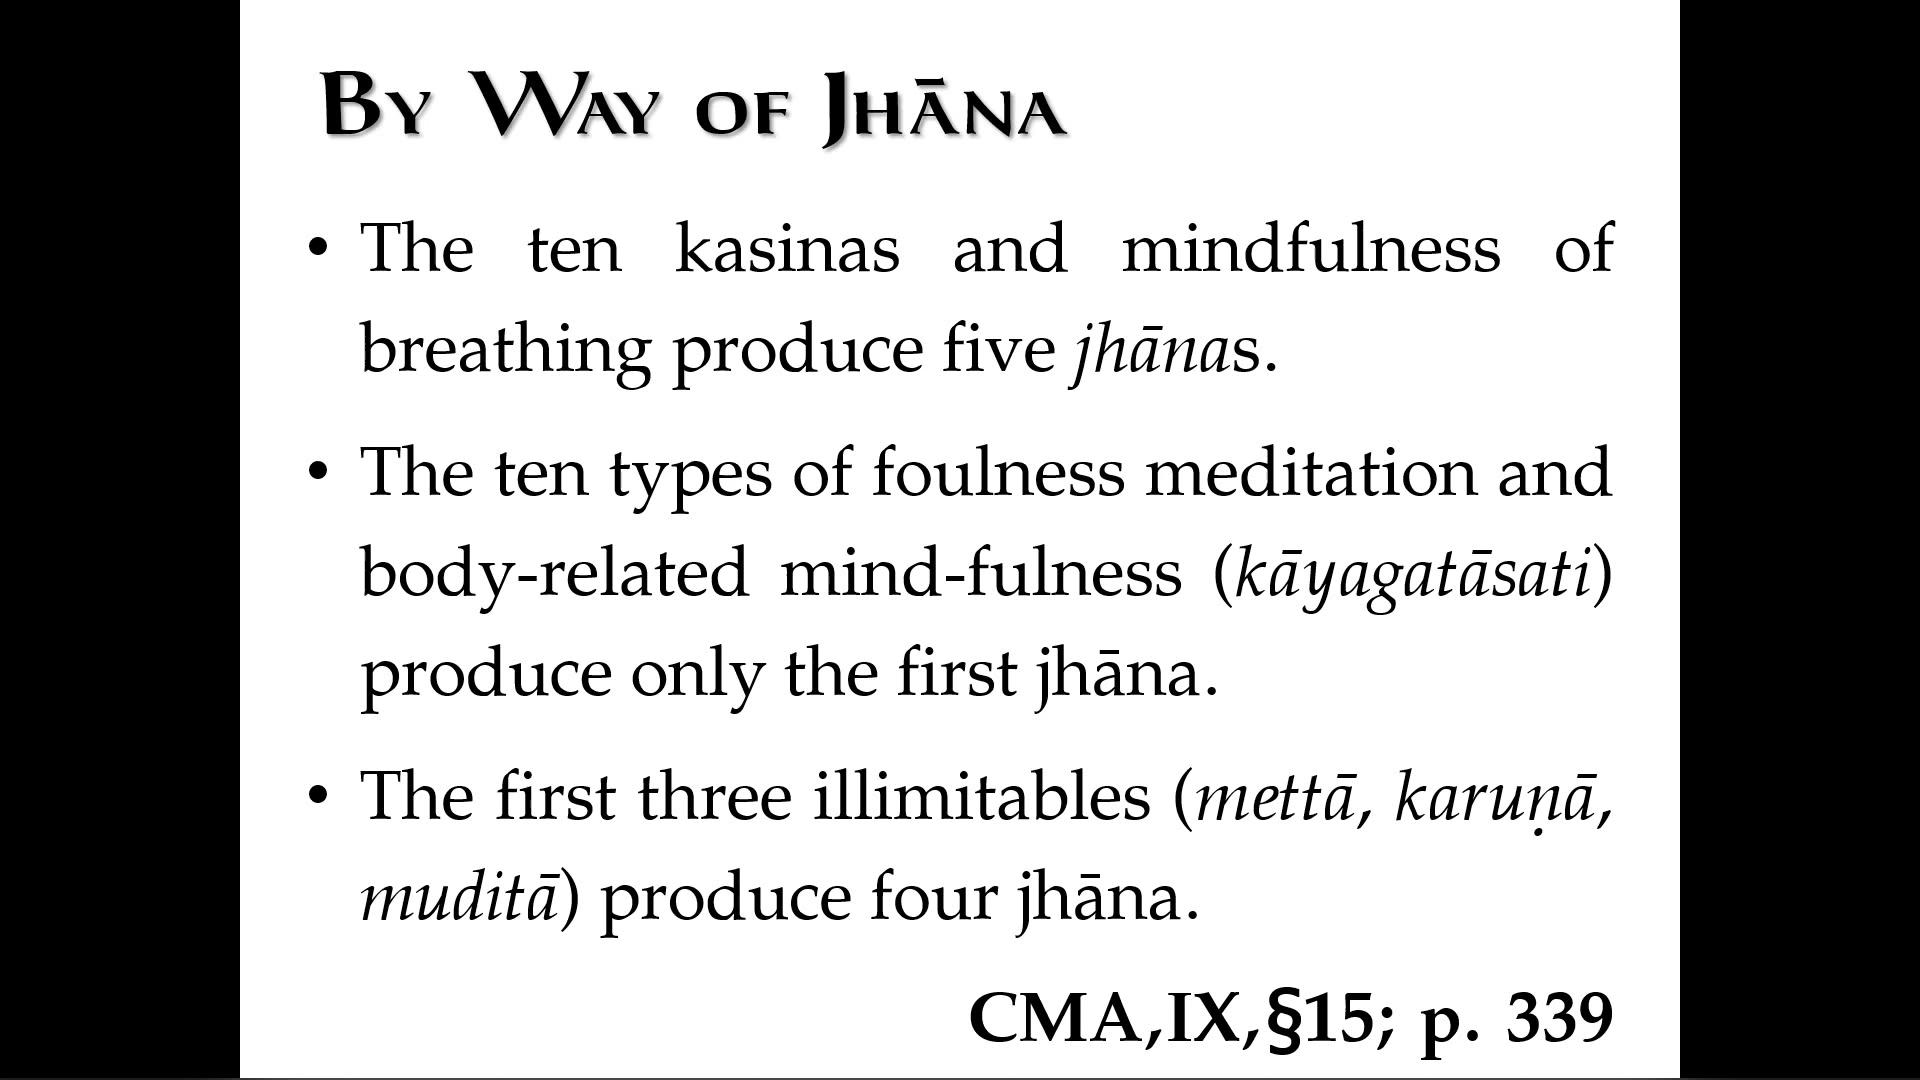 By Way of Jhāna
• The ten kasinas and mindfulness of
breathing produce five jhānas.
• The ten types of foulness meditation and
body-related mind-fulness (kāyagatāsati)
produce only the first jhāna.
• The first three illimitables (mettā, karuṇā,
muditā) produce four jhāna.
CMA,IX,§15; p. 339